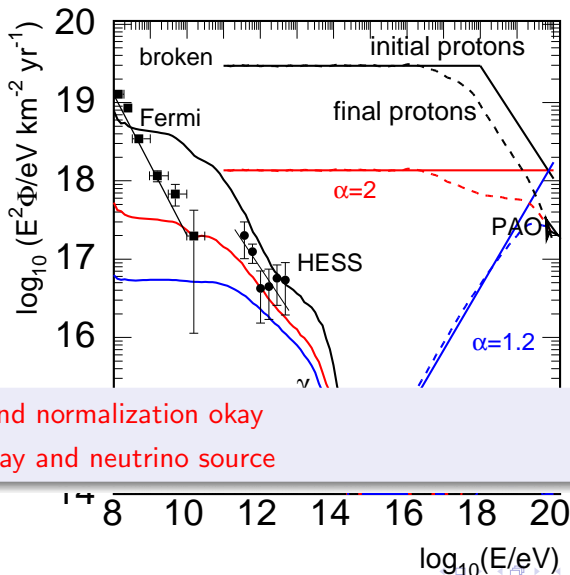 20
19
18
17
16
14
log₁₀ (E²Φ/eV km⁻² yr⁻¹)
broken
initial protons
Fermi
final protons
α=2
PAO
HESS
α=1.2
γ
nd normalization okay
ay and neutrino source
8 10 12 14 16 18 20
log₁₀(E/eV)